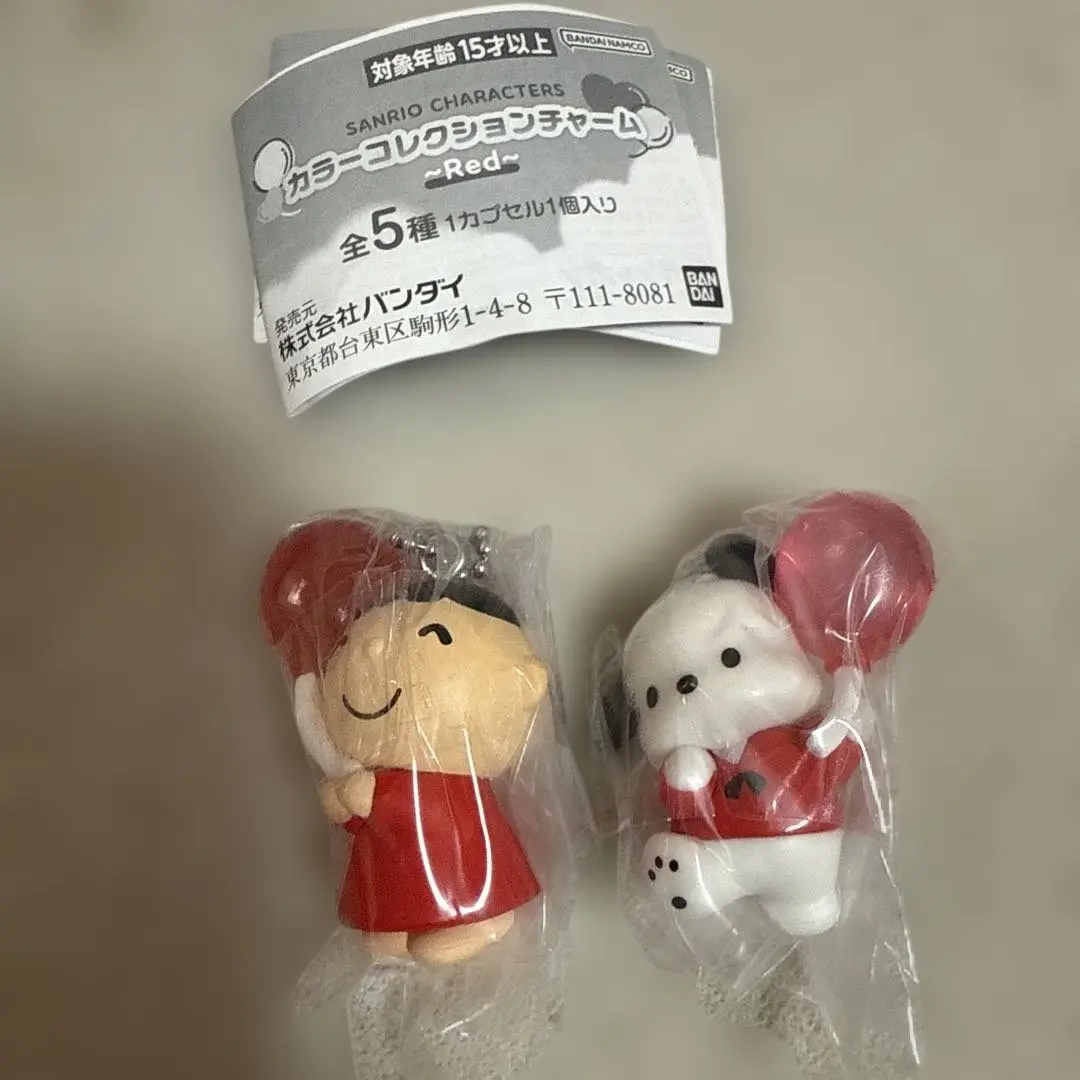 対象年齢15才以上
BANDAI NAMCO
SANRIO CHARACTERS
カラーコレクションチャーム
~Red~
全5種 1カプセル1個入り
発売元
株式会社バンダイ
東京都台東区駒形1-4-8 〒111-8081
BAN
DAI